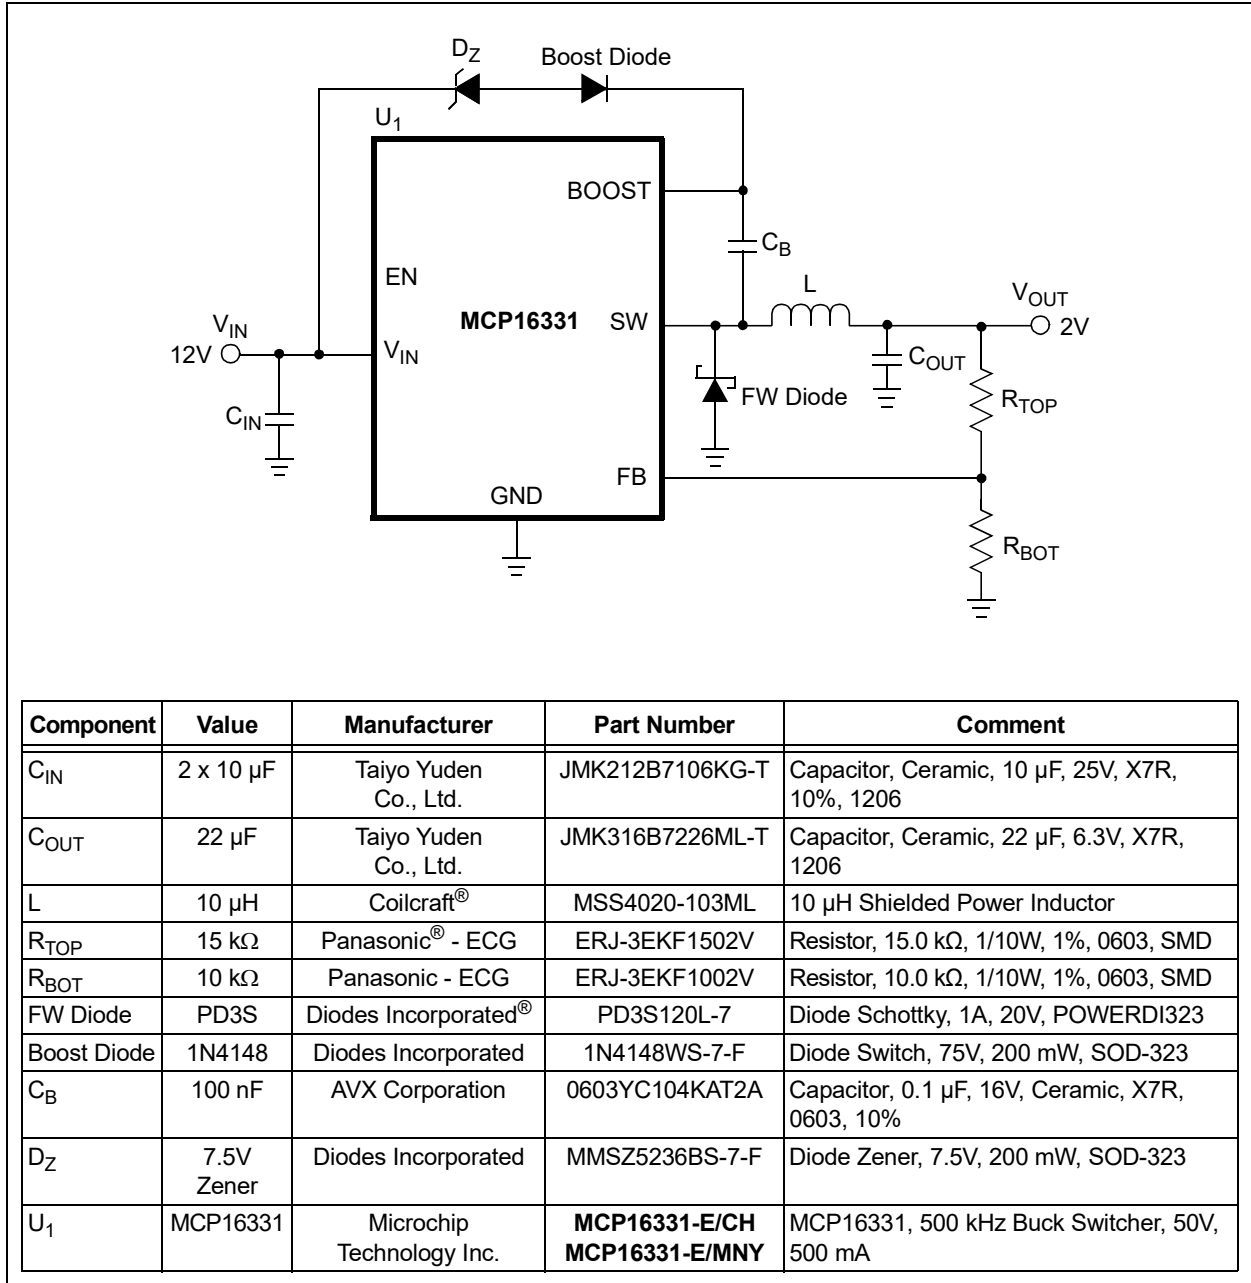 D_Z
Boost Diode
U_1
BOOST
C_B
EN
L
V_OUT
MCP16331
SW
2V
V_IN
12V
V_IN
C_OUT
FW Diode
R_TOP
C_IN
FB
GND
R_BOT
Component Value Manufacturer Part Number Comment
C_IN 2 x 10 µF Taiyo Yuden JMK212B7106KG-T Capacitor, Ceramic, 10 µF, 25V, X7R,
Co., Ltd. 10%, 1206
C_OUT 22 µF Taiyo Yuden JMK316B7226ML-T Capacitor, Ceramic, 22 µF, 6.3V, X7R,
Co., Ltd. 1206
L 10 µH Coilcraft® MSS4020-103ML 10 µH Shielded Power Inductor
R_TOP 15 kΩ Panasonic® - ECG ERJ-3EKF1502V Resistor, 15.0 kΩ, 1/10W, 1%, 0603, SMD
R_BOT 10 kΩ Panasonic - ECG ERJ-3EKF1002V Resistor, 10.0 kΩ, 1/10W, 1%, 0603, SMD
FW Diode PD3S Diodes Incorporated® PD3S120L-7 Diode Schottky, 1A, 20V, POWERDI323
Boost Diode 1N4148 Diodes Incorporated 1N4148WS-7-F Diode Switch, 75V, 200 mW, SOD-323
C_B 100 nF AVX Corporation 0603YC104KAT2A Capacitor, 0.1 µF, 16V, Ceramic, X7R,
0603, 10%
D_Z 7.5V Diodes Incorporated MMSZ5236BS-7-F Diode Zener, 7.5V, 200 mW, SOD-323
Zener
U_1 MCP16331 Microchip MCP16331-E/CH MCP16331, 500 kHz Buck Switcher, 50V,
Technology Inc. MCP16331-E/MNY 500 mA